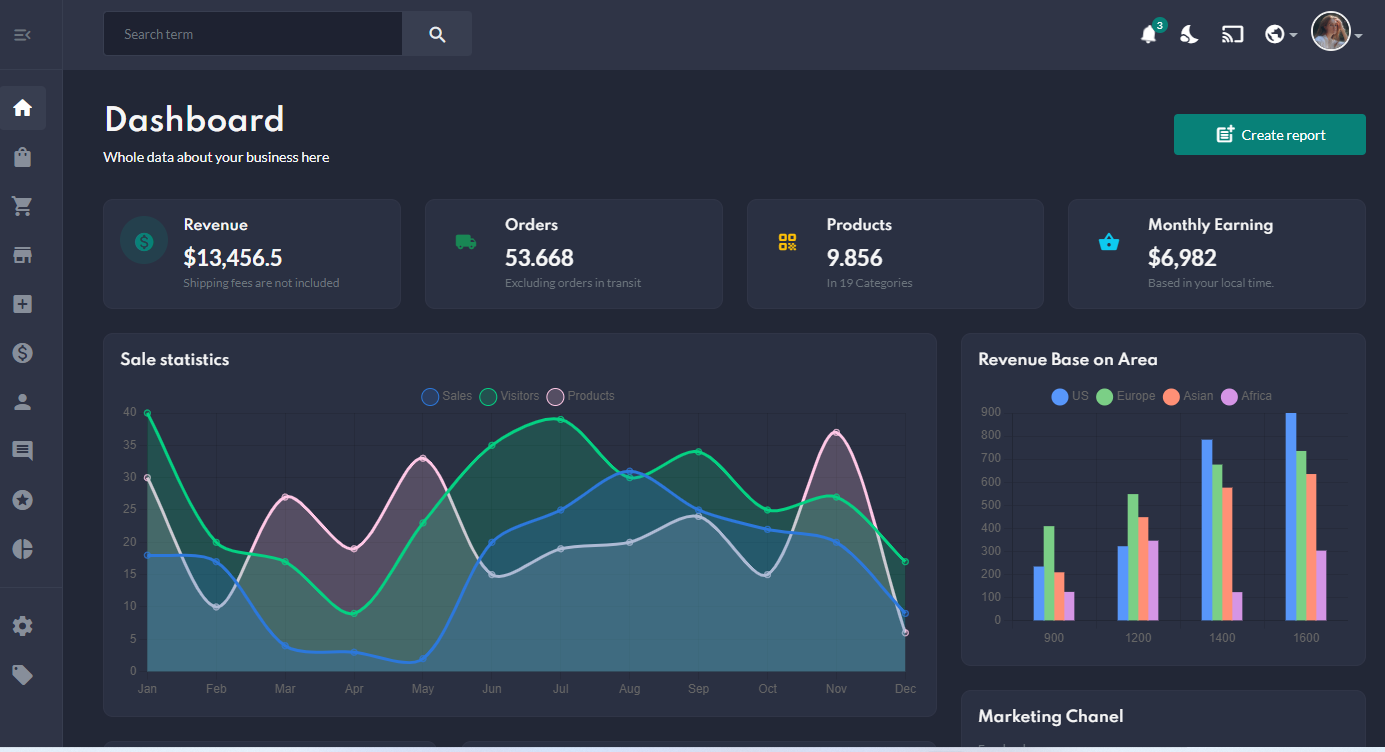 Search term
3
Dashboard
Whole data about your business here
Create report
Revenue
$13,456.5
Shipping fees are not included
Orders
53.668
Excluding orders in transit
Products
9.856
In 19 Categories
Monthly Earning
$6,982
Based in your local time.
Sale statistics
Sales Visitors Products
40
35
30
25
20
15
10
5
0
Jan Feb Mar Apr May Jun Jul Aug Sep Oct Nov Dec
Revenue Base on Area
US Europe Asian Africa
900
800
700
600
500
400
300
200
100
0
900 1200 1400 1600
Marketing Chanel